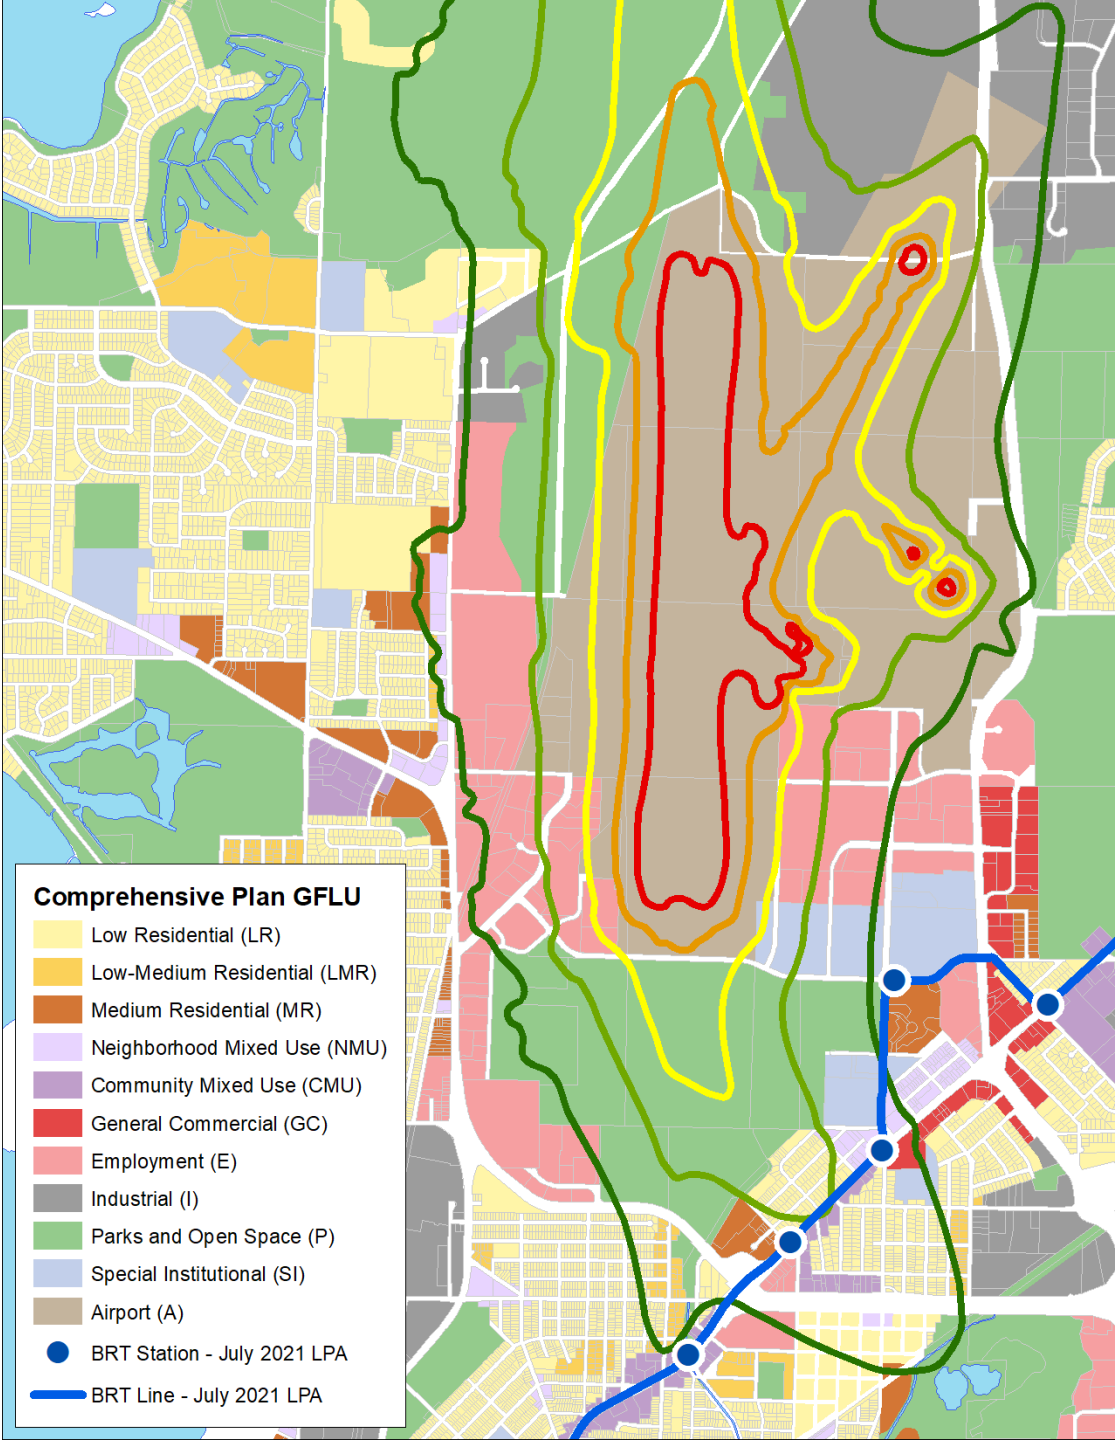 Comprehensive Plan GFLU
Low Residential (LR)
Low-Medium Residential (LMR)
Medium Residential (MR)
Neighborhood Mixed Use (NMU)
Community Mixed Use (CMU)
General Commercial (GC)
Employment (E)
Industrial (I)
Parks and Open Space (P)
Special Institutional (SI)
Airport (A)
BRT Station - July 2021 LPA
BRT Line - July 2021 LPA